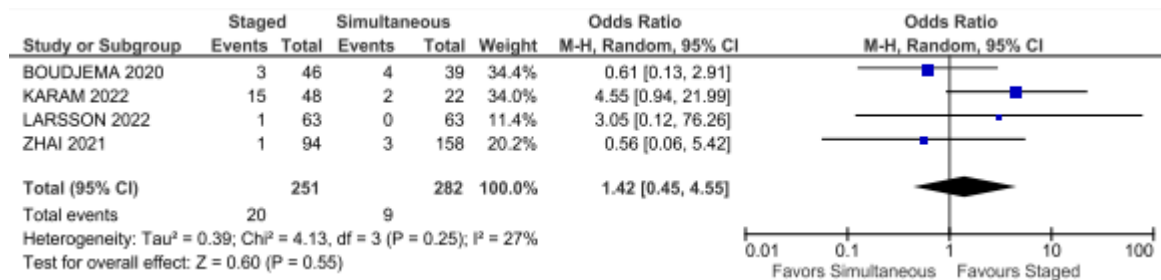 Staged Simultaneous Odds Ratio Odds Ratio
Study or Subgroup Events Total Events Total Weight M-H, Random, 95% CI M-H, Random, 95% CI
BOUDJEMA 2020 3 46 4 39 34.4% 0.61 [0.13, 2.91]
KARAM 2022 15 48 2 22 34.0% 4.55 [0.94, 21.99]
LARSSON 2022 1 63 0 63 11.4% 3.05 [0.12, 76.26]
ZHAI 2021 1 94 3 158 20.2% 0.56 [0.06, 5.42]
Total (95% CI) 251 282 100.0% 1.42 [0.45, 4.55]
Total events 20 9
Heterogeneity: Tau² = 0.39; Chi² = 4.13, df = 3 (P = 0.25); I² = 27%
Test for overall effect: Z = 0.60 (P = 0.55)
0.01 0.1 1 10 100
Favors Simultaneous Favours Staged